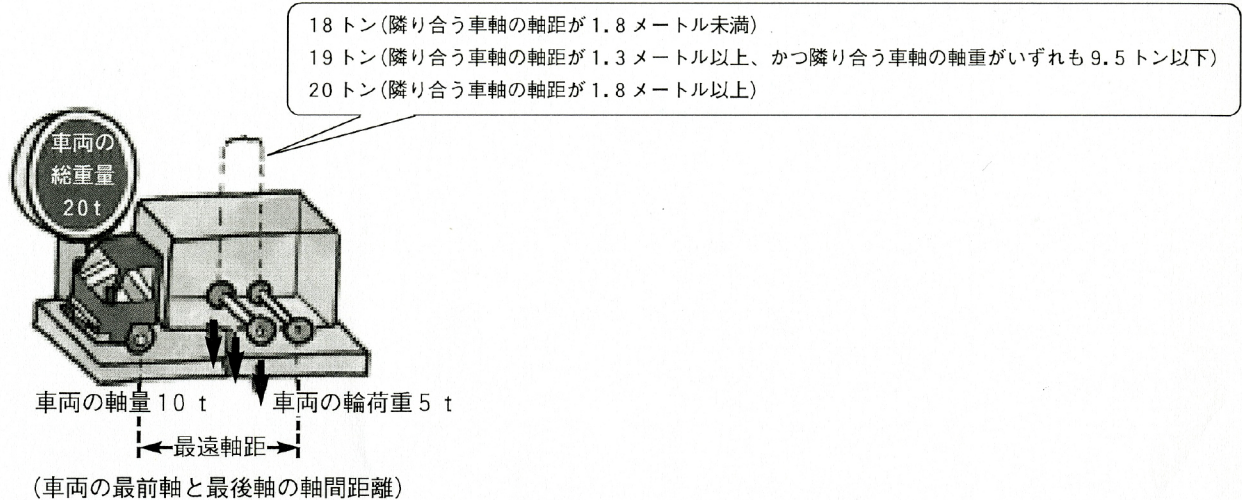 18トン(隣り合う車軸の軸距が1.8メートル未満)
19トン(隣り合う車軸の軸距が1.3メートル以上、かつ隣り合う車軸の軸重がいずれも9.5トン以下)
20トン(隣り合う車軸の軸距が1.8メートル以上)
車両の
総重量
20t
車両の軸量10 t
車両の輪荷重5 t
最遠軸距
(車両の最前軸と最後軸の軸間距離)